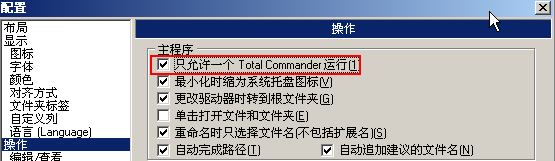 配置
布局
显示
图标
字体
颜色
对齐方式
文件夹标签
自定义列
语言 (Language)
操作
编辑/查看
操作
主程序
只允许一个 Total Commander 运行(1
最小化时缩为系统托盘图标(V)
更改驱动器时转到根文件夹(G)
单击打开文件和文件夹(E)
重命名时只选择文件名(不包括扩展名)(S)
自动完成路径(T) 自动追加建议的文件名(N)